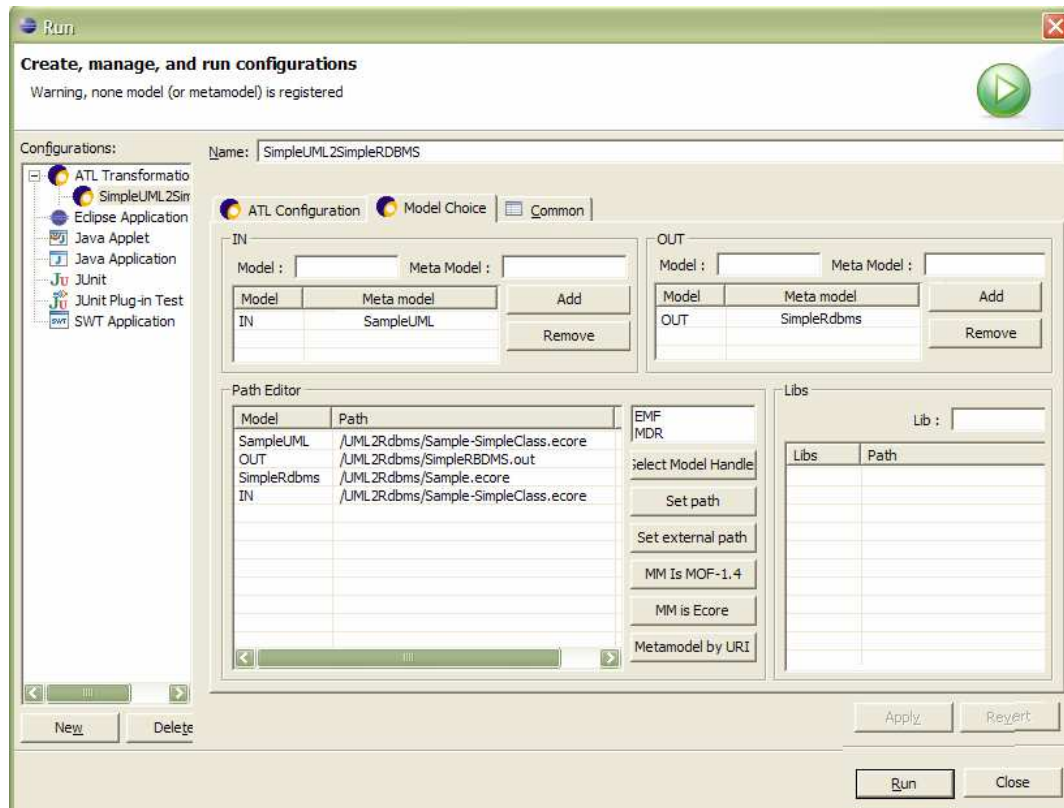 Run
Create, manage, and run configurations
Warning, none model (or metamodel) is registered
Configurations:
ATL Transformatio
SimpleUML2Sim
Eclipse Application
Java Applet
Java Application
JUnit
JUnit Plug-in Test
SWT Application
New
Delete
Name: SimpleUML2SimpleRDBMS
ATL Configuration
Model Choice
Common
IN
Model :
Meta Model :
Model
Meta model
IN
SampleUML
Add
Remove
OUT
Model :
Meta Model :
Model
Meta model
OUT
SimpleRdbms
Add
Remove
Path Editor
Model
Path
SampleUML /UML2Rdbms/Sample-SimpleClass.ecore
OUT /UML2Rdbms/SimpleRBDMS.out
SimpleRdbms /UML2Rdbms/Sample.ecore
IN /UML2Rdbms/Sample-SimpleClass.ecore
EMF
MDR
Select Model Handle
Set path
Set external path
MM Is MOF-1.4
MM is Ecore
Metamodel by URI
Libs
Lib :
Libs
Path
Apply
Revert
Run
Close